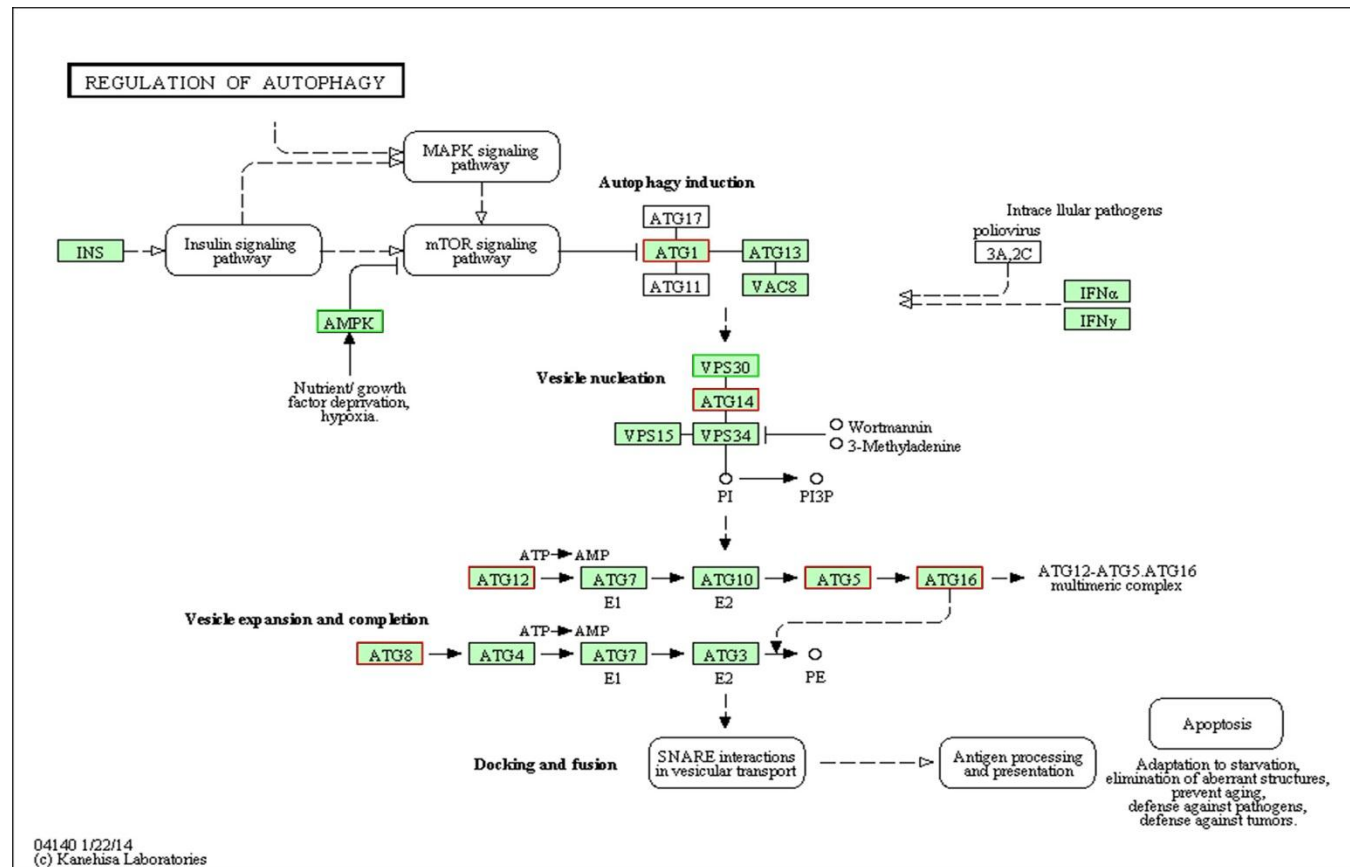 REGULATION OF AUTOPHAGY
MAPK signaling
pathway
Autophagy induction
ATG17
Intrace llular pathogens
poliovirus
INS
Insulin signaling
pathway
mTOR signaling
pathway
ATG1
ATG13
3A,2C
ATG11
VAC8
IFNα
IFNγ
AMPK
Nutrient/ growth
factor deprivation,
hypoxia.
Vesicle nucleation
VPS30
ATG14
VPS15
VPS34
Wortmannin
3-Methyladenine
PI
PI3P
ATP
AMP
ATG12
ATG7
ATG10
ATG5
ATG16
ATG12-ATG5.ATG16
multimeric complex
E1
E2
Vesicle expansion and completion
ATP
AMP
ATG8
ATG4
ATG7
ATG3
E1
E2
PE
Docking and fusion
SNARE interactions
in vesicular transport
Antigen processing
and presentation
Apoptosis
Adaptation to starvation,
elimination of aberrant structures,
prevent aging,
defense against pathogens,
defense against tumors.
04140 1/22/14
(c) Kanehisa Laboratories